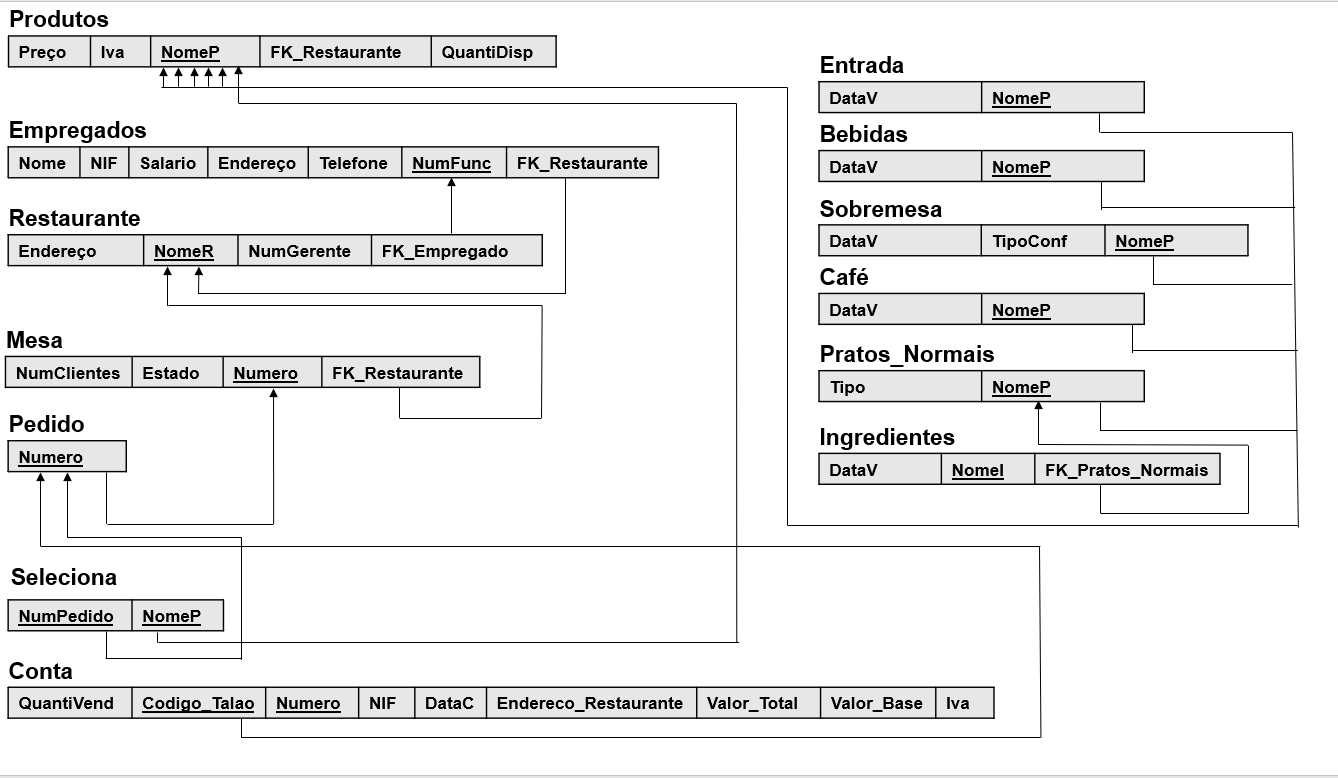 Produtos
Preço Iva NomeP FK_Restaurante QuantiDisp
Empregados
Nome NIF Salario Endereço Telefone NumFunc FK_Restaurante
Restaurante
Endereço NomeR NumGerente FK_Empregado
Mesa
NumClientes Estado Numero FK_Restaurante
Pedido
Numero
Seleciona
NumPedido NomeP
Conta
QuantiVend Codigo_Talao Numero NIF DataC Endereco_Restaurante Valor_Total Valor_Base Iva
Entrada
DataV NomeP
Bebidas
DataV NomeP
Sobremesa
DataV TipoConf NomeP
Café
DataV NomeP
Pratos_Normais
Tipo NomeP
Ingredientes
DataV NomeI FK_Pratos_Normais